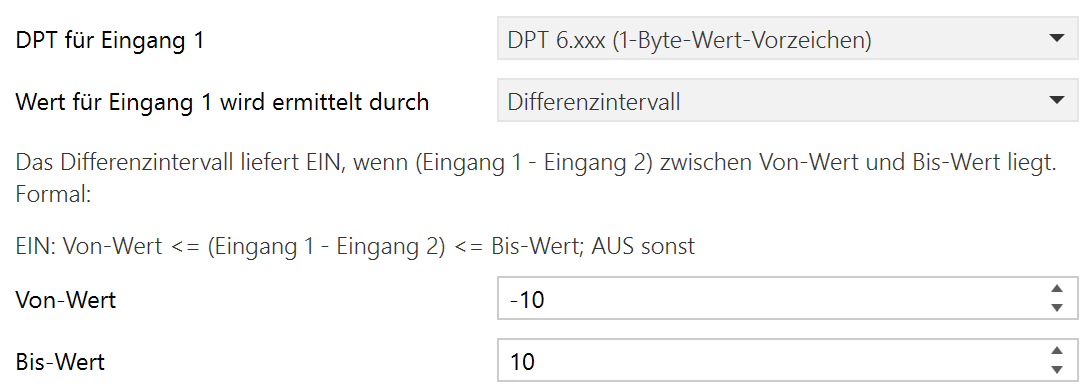 DPT für Eingang 1
DPT 6.xxx (1-Byte-Wert-Vorzeichen)
Wert für Eingang 1 wird ermittelt durch
Differenzintervall
Das Differenzintervall liefert EIN, wenn (Eingang 1 - Eingang 2) zwischen Von-Wert und Bis-Wert liegt.
Formal:
EIN: Von-Wert <= (Eingang 1 - Eingang 2) <= Bis-Wert; AUS sonst
Von-Wert
-10
Bis-Wert
10